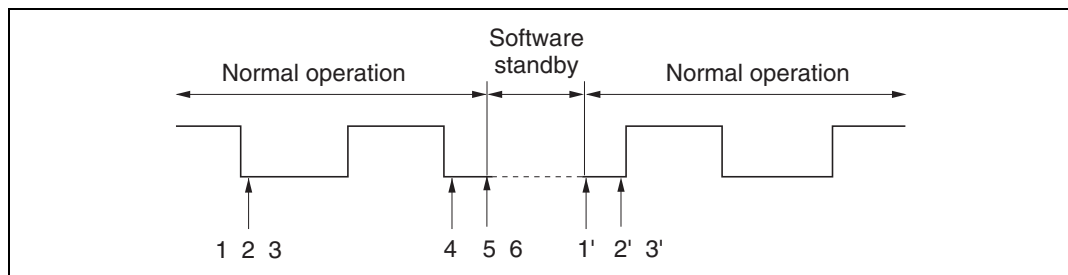 Software
standby
Normal operation
Normal operation
1 2 3
4
5 6
1'
2' 3'